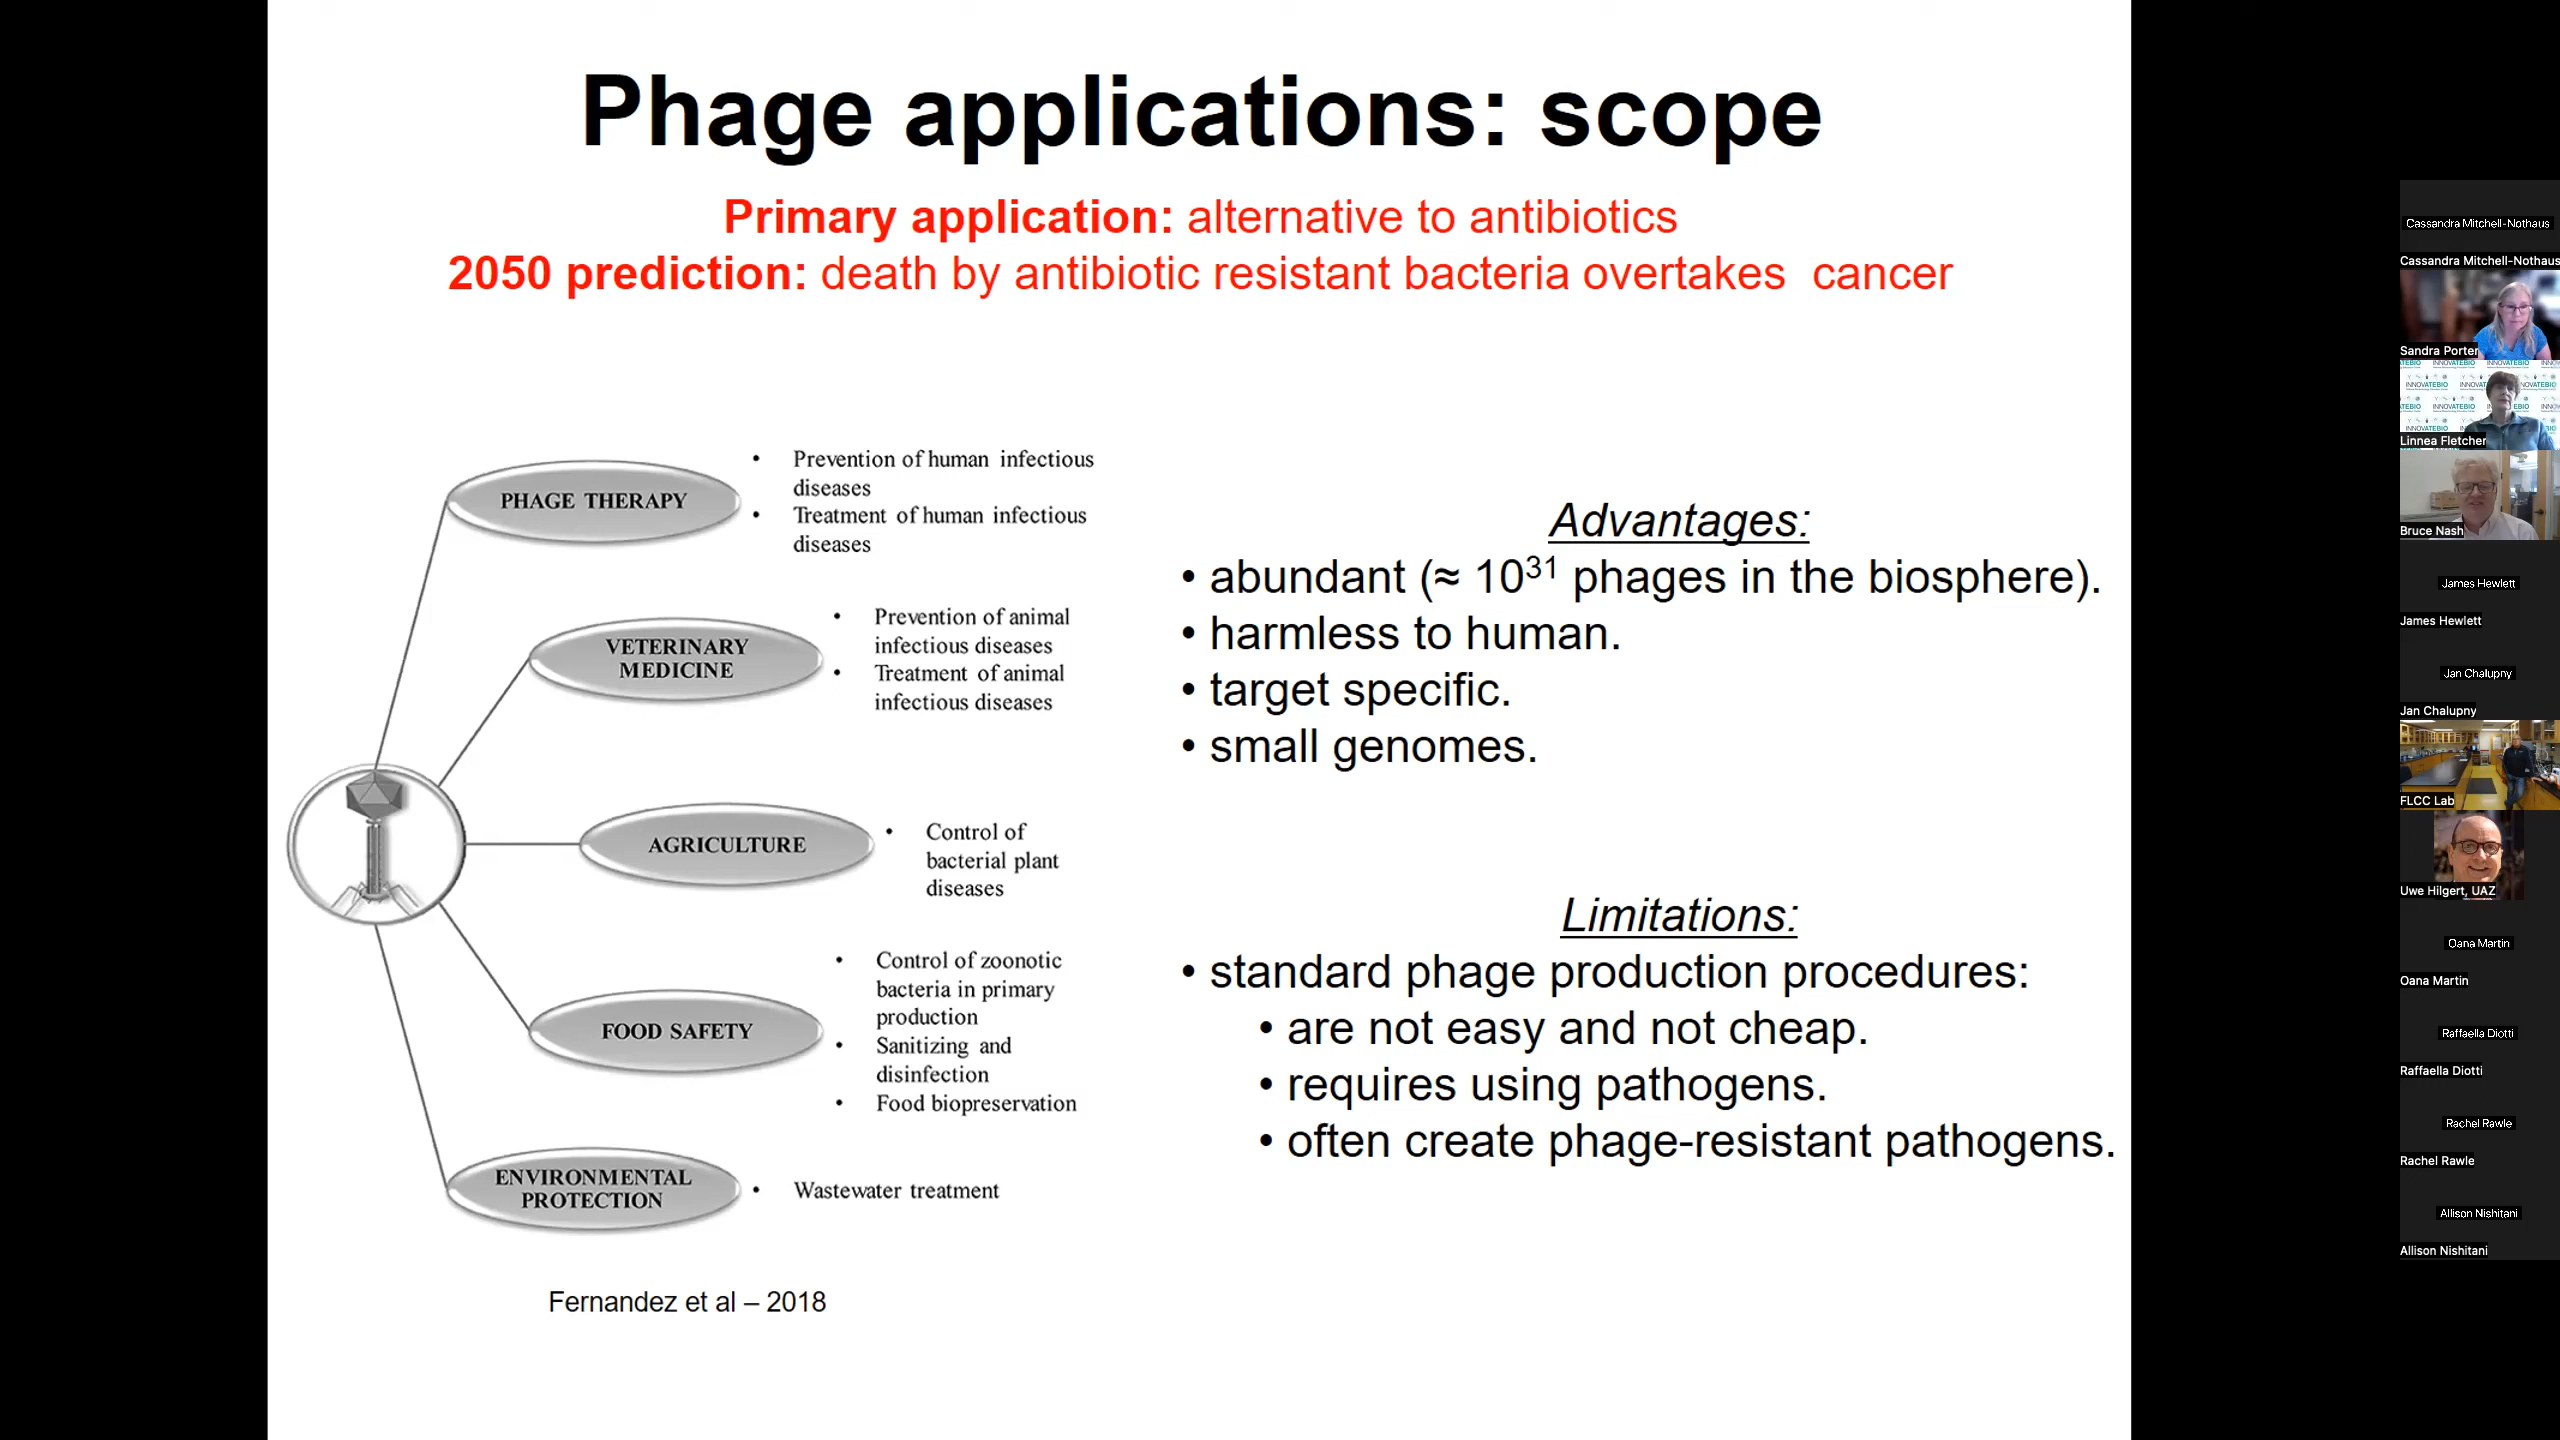 Phage applications: scope
Primary application: alternative to antibiotics
2050 prediction: death by antibiotic resistant bacteria overtakes cancer
PHAGE THERAPY
• Prevention of human infectious
diseases
• Treatment of human infectious
diseases
VETERINARY
MEDICINE
• Prevention of animal
infectious diseases
• Treatment of animal
infectious diseases
AGRICULTURE
• Control of
bacterial plant
diseases
FOOD SAFETY
• Control of zoonotic
bacteria in primary
production
• Sanitizing and
disinfection
• Food biopreservation
ENVIRONMENTAL
PROTECTION
• Wastewater treatment
Fernandez et al – 2018
Advantages:
• abundant (≈ 10³¹ phages in the biosphere).
• harmless to human.
• target specific.
• small genomes.
Limitations:
• standard phage production procedures:
• are not easy and not cheap.
• requires using pathogens.
• often create phage-resistant pathogens.
Cassandra Mitchell-Nothaus
Cassandra Mitchell-Nothaus
Sandra Porter
INNOVATEBIO
Linnea Fletcher
Bruce Nash
James Hewlett
James Hewlett
Jan Chalupny
Jan Chalupny
FLCC Lab
Uwe Hilgert, UAZ
Oana Martin
Oana Martin
Raffaella Diotti
Raffaella Diotti
Rachel Rawle
Rachel Rawle
Allison Nishitani
Allison Nishitani